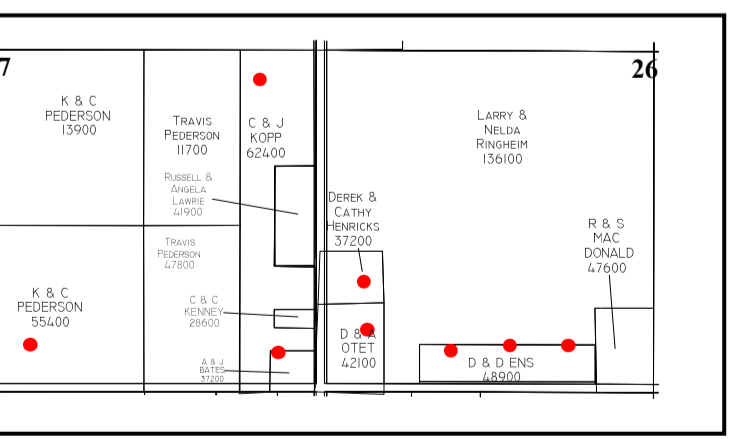 7
26
K & C
PEDERSON
13900
TRAVIS
PEDERSON
11700
C & J
KOPP
62400
LARRY &
NELDA
RINGHEIM
136100
RUSSELL &
ANGELA
LAWRIE
41900
DEREK &
CATHY
HENRICKS
37200
R & S
MAC
DONALD
47600
TRAVIS
PEDERSON
47800
K & C
PEDERSON
55400
C & C
KENNEY
28600
D & A
OTET
42100
A & J
BATES
37200
D & D ENS
48900